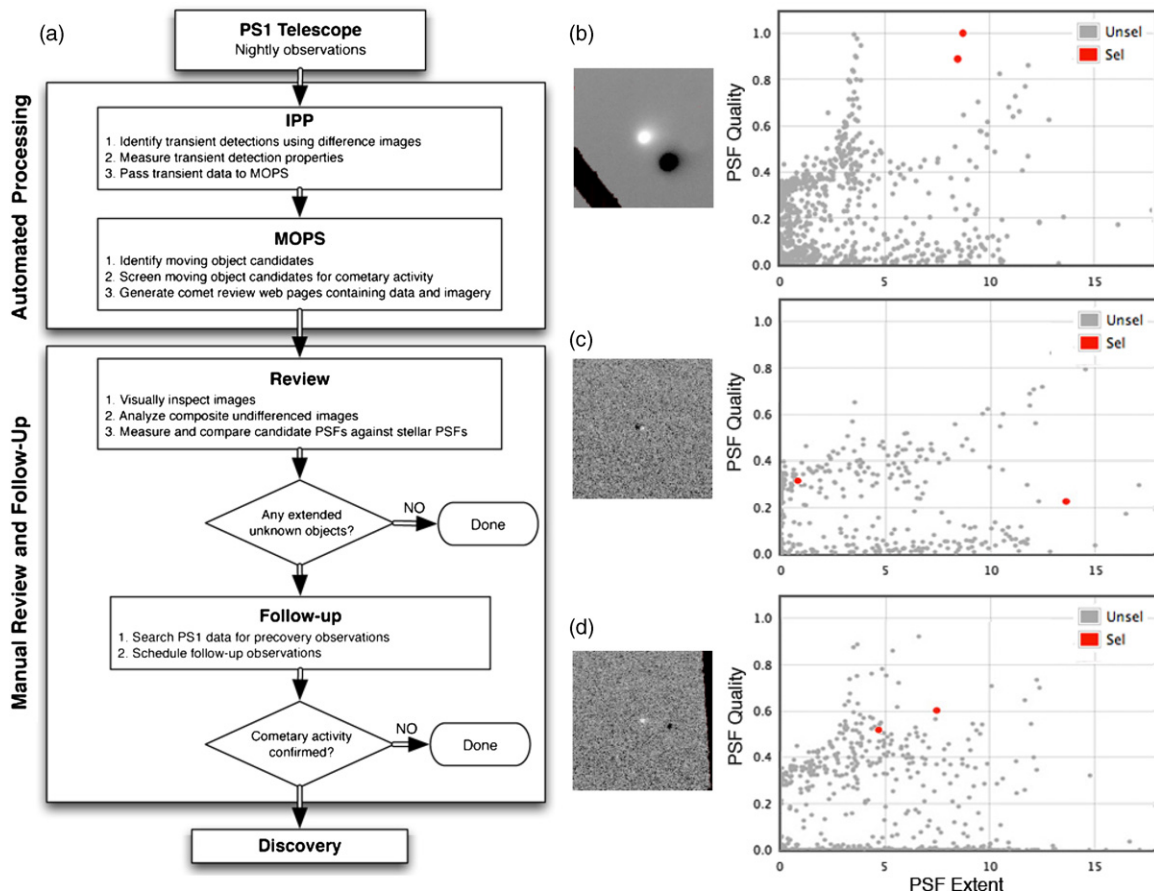 (a)
PS1 Telescope
Nightly observations
Automated Processing
IPP
1. Identify transient detections using difference images
2. Measure transient detection properties
3. Pass transient data to MOPS
MOPS
1. Identify moving object candidates
2. Screen moving object candidates for cometary activity
3. Generate comet review web pages containing data and imagery
Manual Review and Follow-Up
Review
1. Visually inspect images
2. Analyze composite undifferenced images
3. Measure and compare candidate PSFs against stellar PSFs
Any extended
unknown objects?
NO
Done
Follow-up
1. Search PS1 data for precovery observations
2. Schedule follow-up observations
Cometary activity
confirmed?
NO
Done
Discovery
(b)
PSF Quality
1.0
0.8
0.6
0.4
0.2
0.0
0
5
10
15
Unsel
Sel
(c)
PSF Quality
1.0
0.8
0.6
0.4
0.2
0.0
0
5
10
15
Unsel
Sel
(d)
PSF Quality
1.0
0.8
0.6
0.4
0.2
0.0
0
5
10
15
Unsel
Sel
PSF Extent